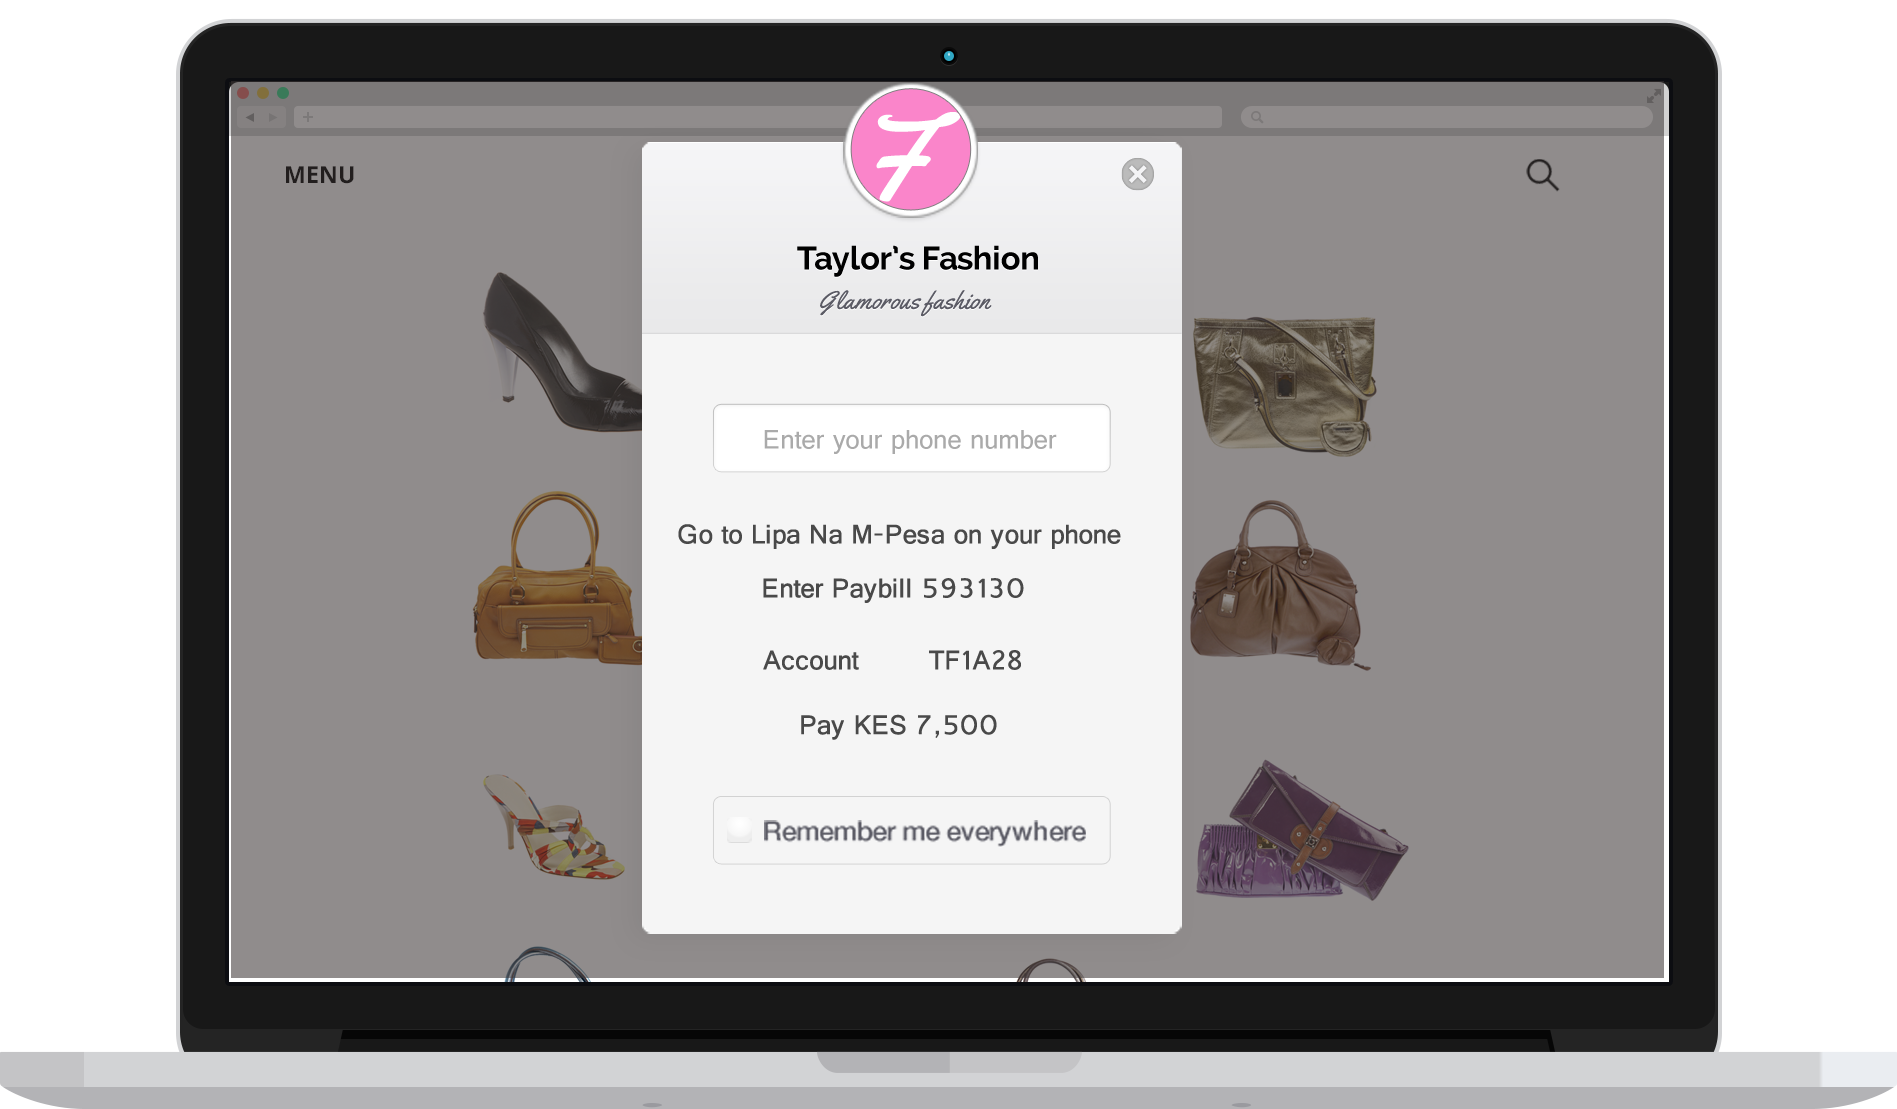 MENU
Taylor's Fashion
Glamorous fashion
Enter your phone number
Go to Lipa Na M-Pesa on your phone
Enter Paybill 593130
Account TF1A28
Pay KES 7,500
Remember me everywhere